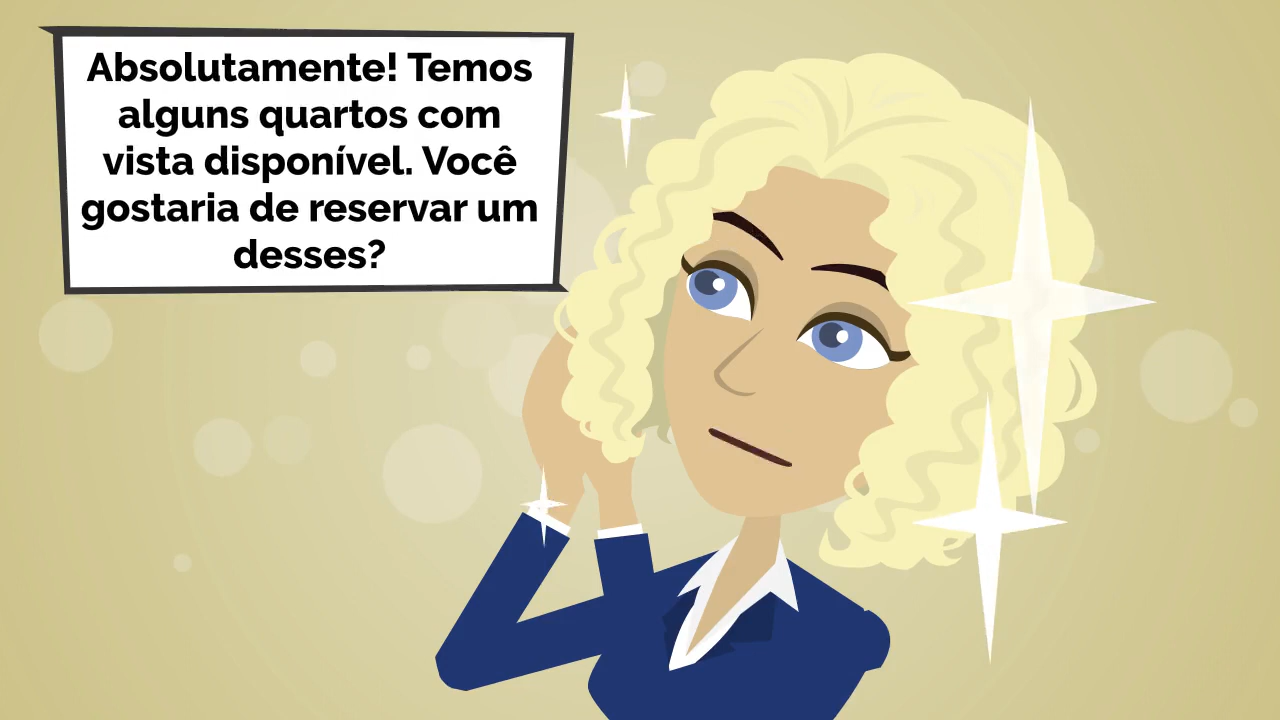 Absolutamente! Temos
alguns quartos com
vista disponível. Você
gostaria de reservar um
desses?